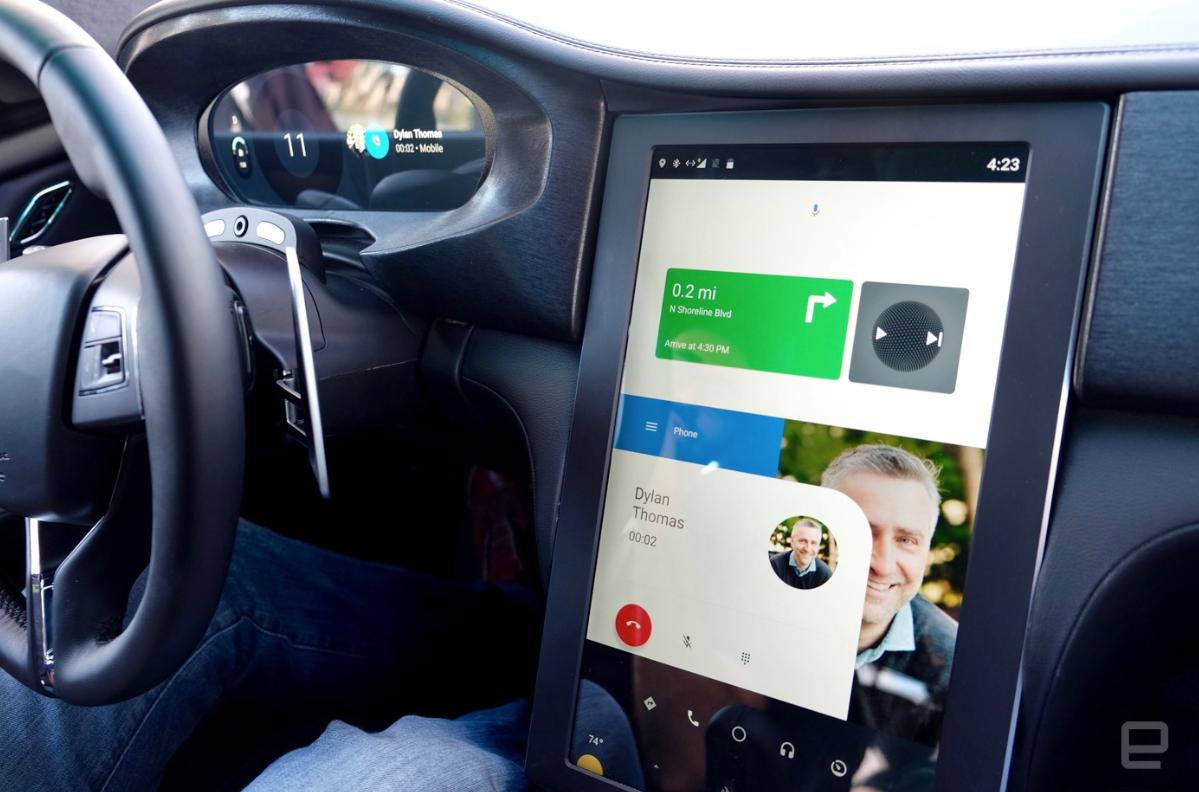 D
11
Dylan Thomas
00:02 • Mobile
4:23
0.2 mi
N Shoreline Blvd
Arrive at 4:30 PM
Phone
Dylan
Thomas
00:02
74°